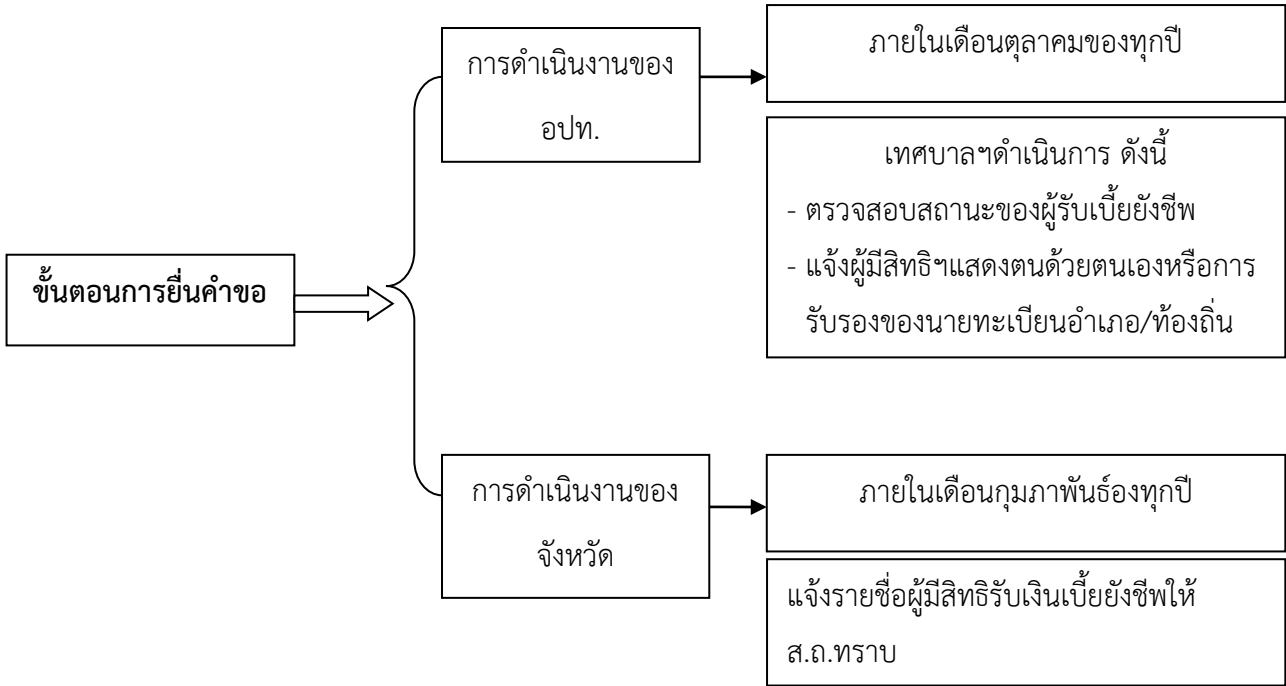 ขั้นตอนการยื่นคำขอ
การดำเนินงานของ
อปท.
ภายในเดือนตุลาคมของทุกปี
เทศบาลฯดำเนินการ ดังนี้
- ตรวจสอบสถานะของผู้รับเบี้ยยังชีพ
- แจ้งผู้มีสิทธิฯแสดงตนด้วยตนเองหรือการ
รับรองของนายทะเบียนอำเภอ/ท้องถิ่น
การดำเนินงานของ
จังหวัด
ภายในเดือนกุมภาพันธ์องทุกปี
แจ้งรายชื่อผู้มีสิทธิรับเงินเบี้ยยังชีพให้
ส.ถ.ทราบ